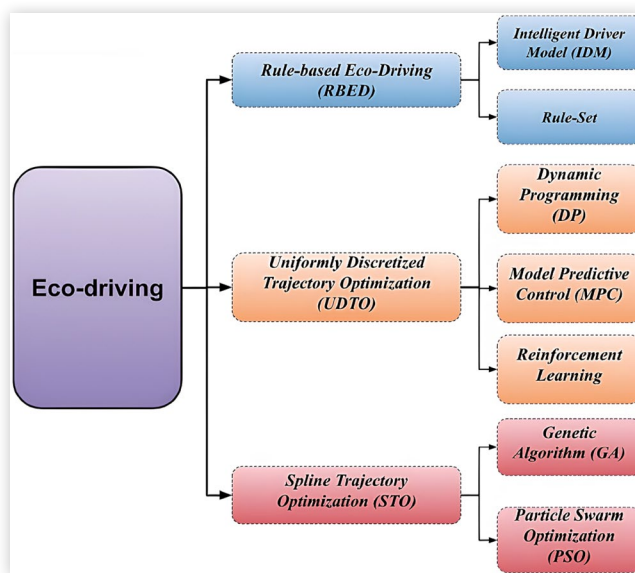 Eco-driving
Rule-based Eco-Driving
(RBED)
Intelligent Driver
Model (IDM)
Rule-Set
Uniformly Discretized
Trajectory Optimization
(UDTO)
Dynamic
Programming
(DP)
Model Predictive
Control (MPC)
Reinforcement
Learning
Spline Trajectory
Optimization (STO)
Genetic
Algorithm (GA)
Particle Swarm
Optimization
(PSO)